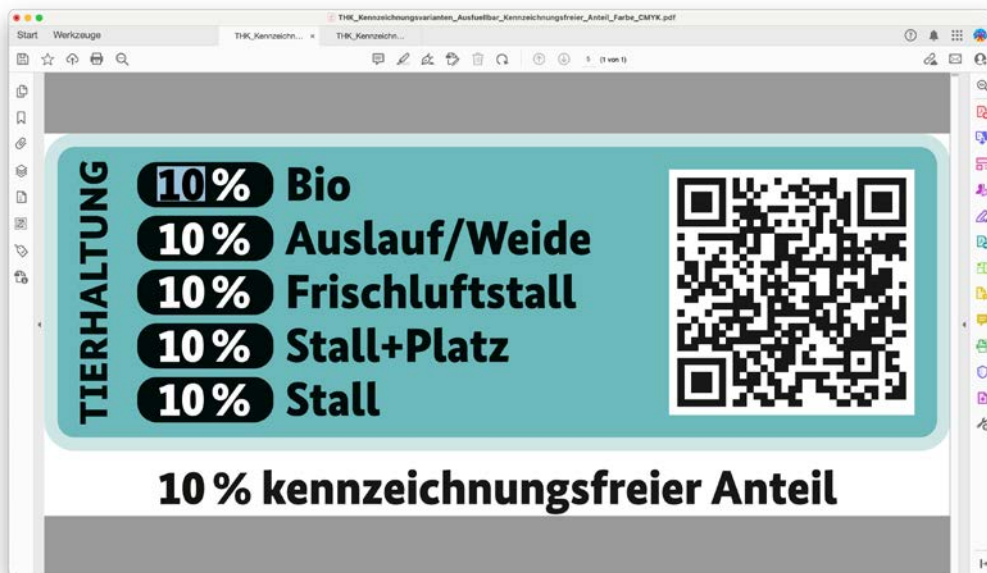 THK_Kennzeichnungsvarianten_Ausfuellbar_Kennzeichnungsfreier_Anteil_Farbe_CMYK.pdf
Start Werkzeuge THK_Kennzeichn... × THK_Kennzeichn...
5 (1 von 1)
TIERHALTUNG
10 % Bio
10 % Auslauf/Weide
10 % Frischluftstall
10 % Stall+Platz
10 % Stall
10 % kennzeichnungsfreier Anteil